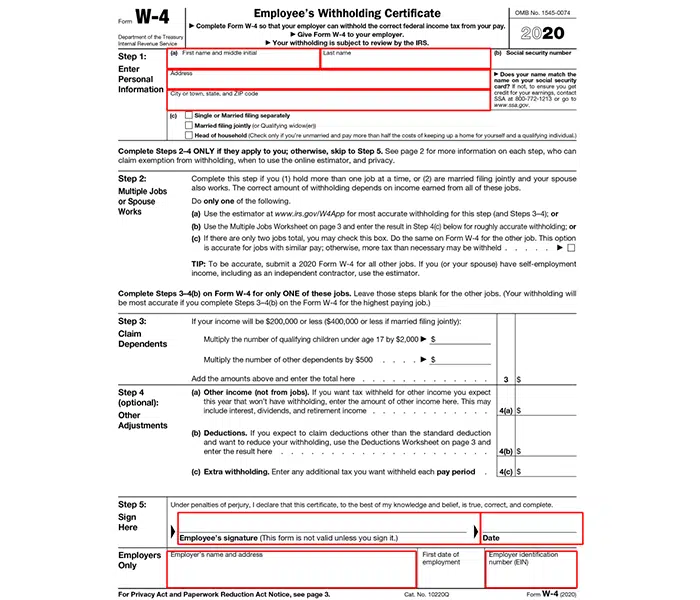 Form W-4
Department of the Treasury
Internal Revenue Service
Employee's Withholding Certificate
▶ Complete Form W-4 so that your employer can withhold the correct federal income tax from your pay.
▶ Give Form W-4 to your employer.
▶ Your withholding is subject to review by the IRS.
OMB No. 1545-0074
2020
Step 1:
Enter
Personal
Information
(a) First name and middle initial
Last name
(b) Social security number
Address
City or town, state, and ZIP code
▶ Does your name match the
name on your social security
card? If not, to ensure you get
credit for your earnings, contact
SSA at 800-772-1213 or go to
www.ssa.gov.
(c) Single or Married filing separately
Married filing jointly (or Qualifying widow(er))
Head of household (Check only if you're unmarried and pay more than half the costs of keeping up a home for yourself and a qualifying individual.)
Complete Steps 2–4 ONLY if they apply to you; otherwise, skip to Step 5. See page 2 for more information on each step, who can
claim exemption from withholding, when to use the online estimator, and privacy.
Step 2:
Multiple Jobs
or Spouse
Works
Complete this step if you (1) hold more than one job at a time, or (2) are married filing jointly and your spouse
also works. The correct amount of withholding depends on income earned from all of these jobs.
Do only one of the following.
(a) Use the estimator at www.irs.gov/W4App for most accurate withholding for this step (and Steps 3–4); or
(b) Use the Multiple Jobs Worksheet on page 3 and enter the result in Step 4(c) below for roughly accurate withholding; or
(c) If there are only two jobs total, you may check this box. Do the same on Form W-4 for the other job. This option
is accurate for jobs with similar pay; otherwise, more tax than necessary may be withheld . . . . . ▶
TIP: To be accurate, submit a 2020 Form W-4 for all other jobs. If you (or your spouse) have self-employment
income, including as an independent contractor, use the estimator.
Complete Steps 3–4(b) on Form W-4 for only ONE of these jobs. Leave those steps blank for the other jobs. (Your withholding will
be most accurate if you complete Steps 3–4(b) on the Form W-4 for the highest paying job.)
Step 3:
Claim
Dependents
If your income will be $200,000 or less ($400,000 or less if married filing jointly):
Multiply the number of qualifying children under age 17 by $2,000 ▶ $
Multiply the number of other dependents by $500 . . . . ▶ $
Add the amounts above and enter the total here . . . . . . . . . . . . . 3 $
Step 4
(optional):
Other
Adjustments
(a) Other income (not from jobs). If you want tax withheld for other income you expect
this year that won't have withholding, enter the amount of other income here. This may
include interest, dividends, and retirement income . . . . . . . . . . . . 4(a) $
(b) Deductions. If you expect to claim deductions other than the standard deduction
and want to reduce your withholding, use the Deductions Worksheet on page 3 and
enter the result here . . . . . . . . . . . . . . . . . . . 4(b) $
(c) Extra withholding. Enter any additional tax you want withheld each pay period . 4(c) $
Step 5:
Sign
Here
Under penalties of perjury, I declare that this certificate, to the best of my knowledge and belief, is true, correct, and complete.
Employee's signature (This form is not valid unless you sign it.)
Date
Employers
Only
Employer's name and address
First date of
employment
Employer identification
number (EIN)
For Privacy Act and Paperwork Reduction Act Notice, see page 3.
Cat. No. 10220Q
Form W-4 (2020)